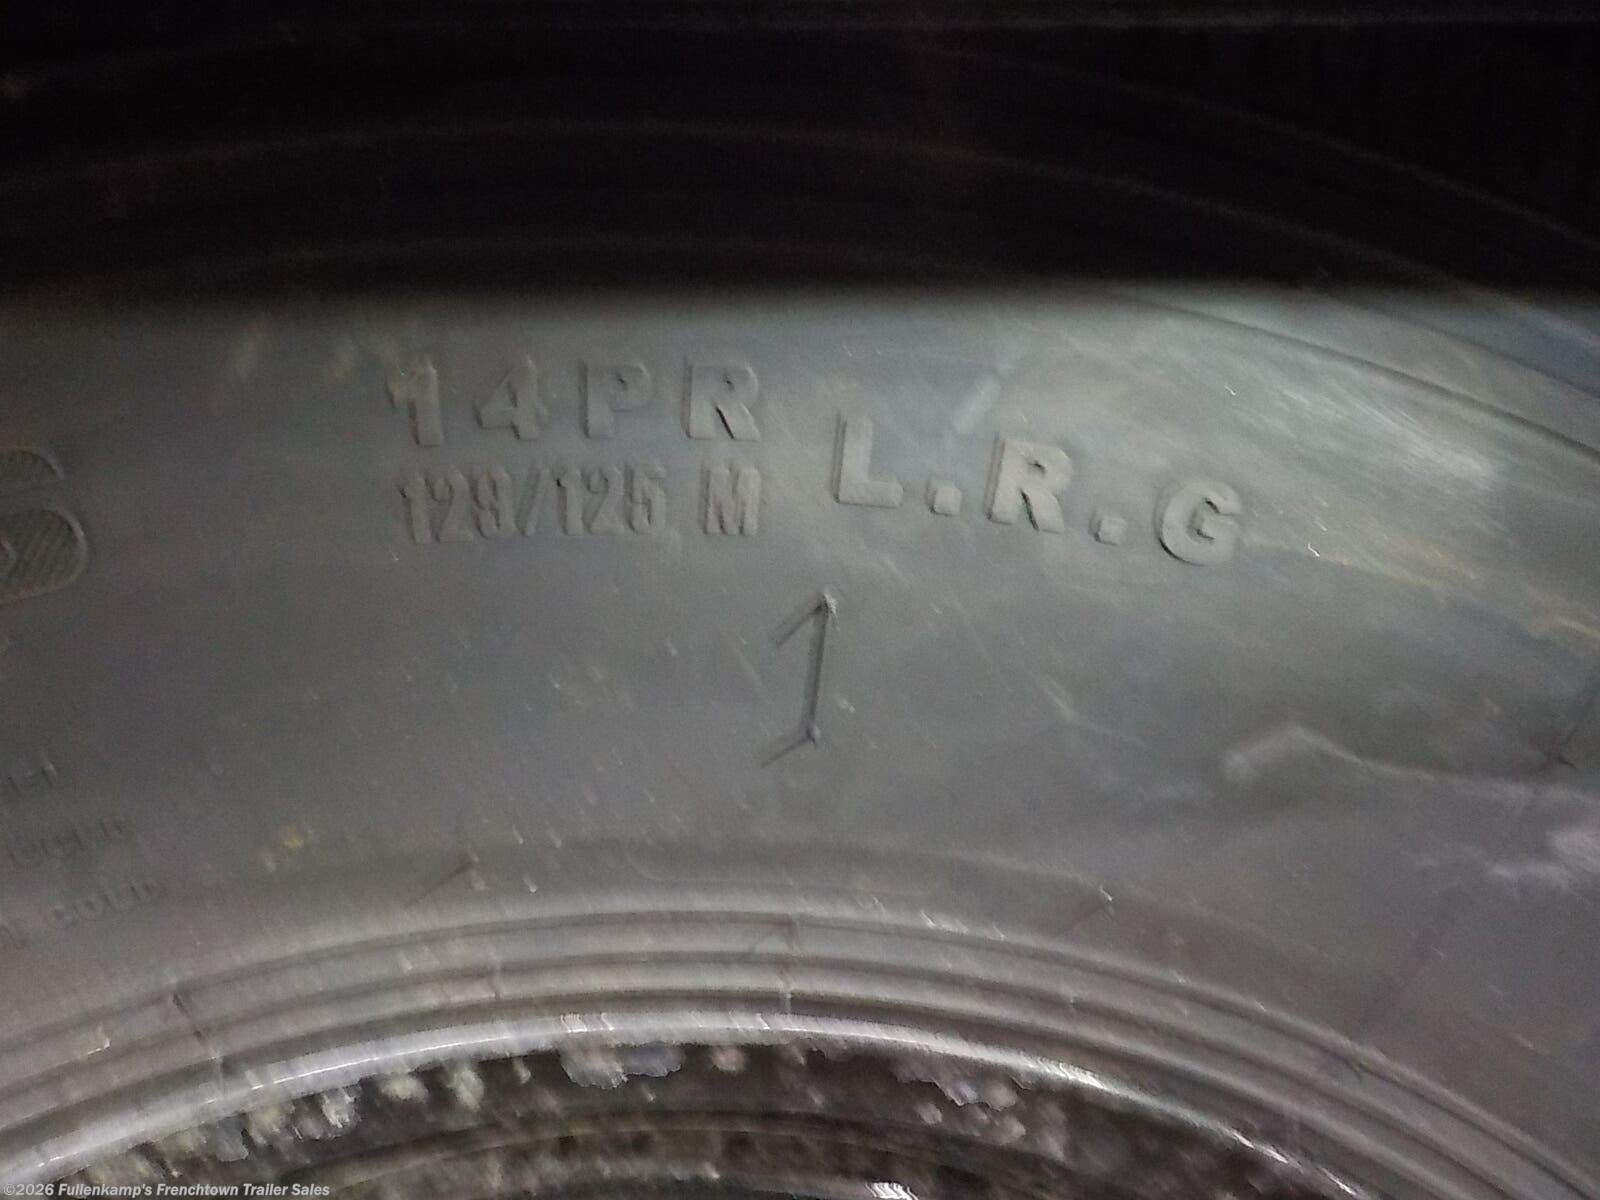 14PR
129/125 M
L.R.G
©2026 Fullenkamp's Frenchtown Trailer Sales